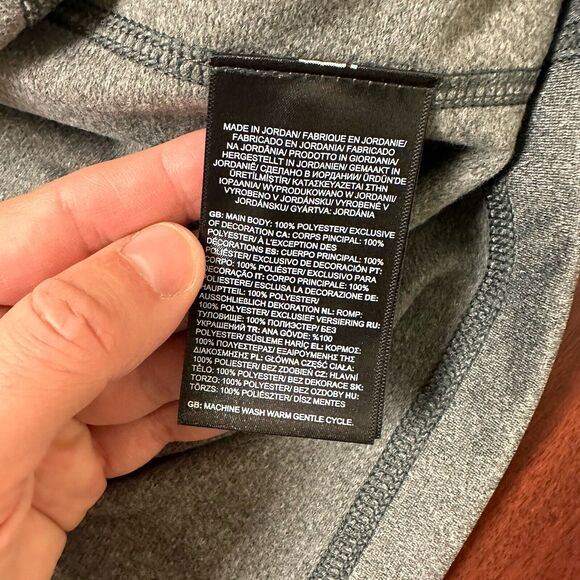 MADE IN JORDAN/ FABRIQUE EN JORDANIE/
FABRICADO EN JORDANIA/ FABRICADO
NA JORDÂNIA/ PRODOTTO IN GIORDANIA/
HERGESTELLT IN JORDANIEN/ GEMAAKT IN
JORDANIË/ СДЕЛАНО В ИОРДАНИИ/ ÜRDÜN'DE
ÜRETİLMİŞTİR/ ΚΑΤΑΣΚΕΥΑΖΕΤΑΙ ΣΤΗΝ
ΙΟΡΔΑΝΙΑ/ WYPRODUKOWANO W JORDANII/
VYROBENO V JORDÁNSKU/ VYROBENÉ V
JORDÁNSKU/ GYÁRTVA: JORDÁNIA
GB: MAIN BODY: 100% POLYESTER/ EXCLUSIVE
OF DECORATION CA: CORPS PINCIPAL: 100%
POLYESTER/ À L'EXCEPTION DES
DÉCORATIONS ES: CUERPO PRINCIPAL: 100%
POLIÉSTER/ EXCLUSIVO DE DECORACIÓN PT:
CORPO: 100% POLIÉSTER/ EXCLUSIVO PARA
DECORAÇÃO IT: CORPO PRINCIPALE: 100%
POLIESTERE/ ESCLUSA LA DECORAZIONE DE:
HAUPTTEIL: 100% POLYESTER/
AUSSCHLIEßLICH DEKORATION NL: ROMP:
100% POLYESTER/ EXCLUSIEF VERSIERING RU:
ТУЛОВИЩЕ: 100% ПОЛИЭСТЕР/ БЕЗ
УКРАШЕНИЙ TR: ANA GÖVDE: %100
POLYESTER/ SÜSLEME HARİÇ EL: ΚΟΡΜΟΣ:
100% ΠΟΛΥΕΣΤΕΡΑΣ/ ΕΞΑΙΡΟΥΜΕΝΗΣ ΤΗΣ
ΔΙΑΚΟΣΜΗΣΗΣ PL: GŁÓWNA CZĘŚĆ CIAŁA:
100% POLIESTER/ BEZ ZDOBIEŃ CZ: HLAVNÍ
TĚLO: 100% POLYESTER/ BEZ DEKORACE SK:
TORZO: 100% POLYESTER/ BEZ OZDOBY HU:
TÖRZS: 100% POLIÉSZTER/ DÍSZ MENTES
GB: MACHINE WASH WARM GENTLE CYCLE.